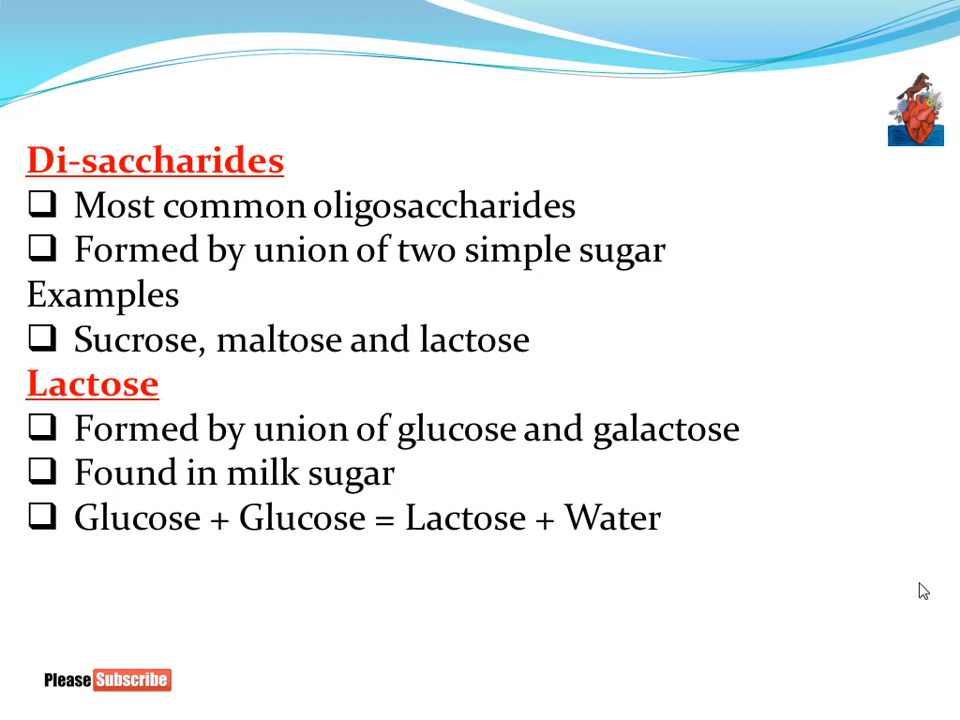 Di-saccharides
❑ Most common oligosaccharides
❑ Formed by union of two simple sugar
Examples
❑ Sucrose, maltose and lactose
Lactose
❑ Formed by union of glucose and galactose
❑ Found in milk sugar
❑ Glucose + Glucose = Lactose + Water
Please Subscribe